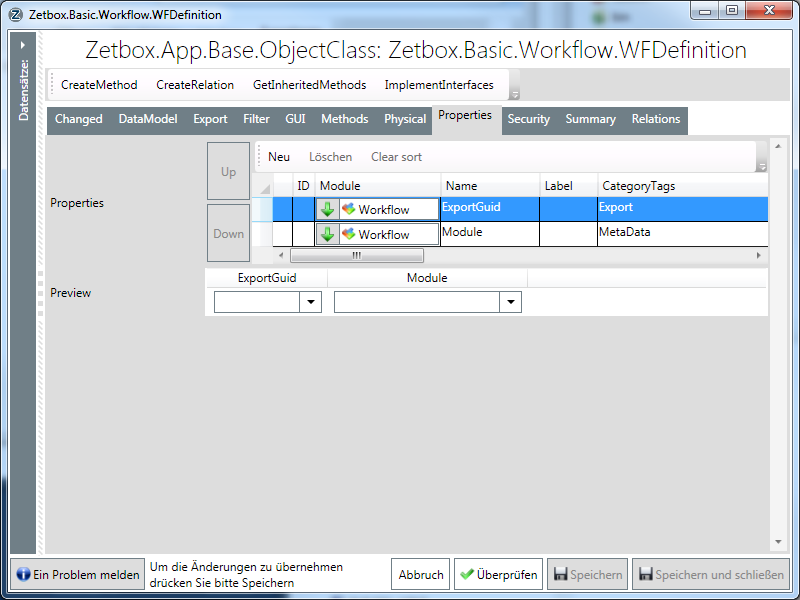 Zetbox.Basic.Workflow.WFDefinition
Datensätze:
Zetbox.App.Base.ObjectClass: Zetbox.Basic.Workflow.WFDefinition
CreateMethod CreateRelation GetInheritedMethods ImplementInterfaces
Changed DataModel Export Filter GUI Methods Physical Properties Security Summary Relations
Properties
Up
Down
Neu Löschen Clear sort
ID Module Name Label CategoryTags
Workflow ExportGuid Export
Workflow Module MetaData
Preview
ExportGuid Module
Ein Problem melden
Um die Änderungen zu übernehmen
drücken Sie bitte Speichern
Abbruch Überprüfen Speichern Speichern und schließen